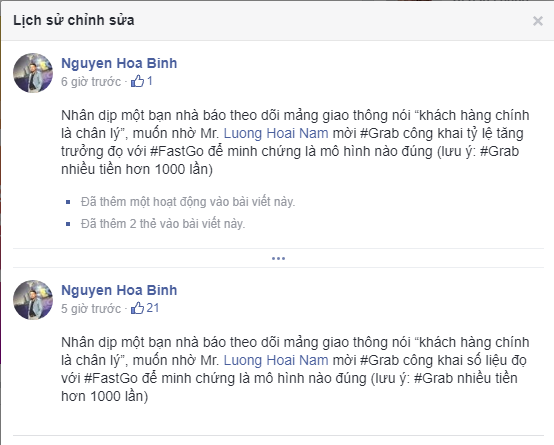 Lịch sử chỉnh sửa
Nguyen Hoa Binh
6 giờ trước · 1
Nhân dịp một bạn nhà báo theo dõi mảng giao thông nói “khách hàng chính
là chân lý”, muốn nhờ Mr. Luong Hoai Nam mời #Grab công khai tỷ lệ tăng
trưởng đọ với #FastGo để minh chứng là mô hình nào đúng (lưu ý: #Grab
nhiều tiền hơn 1000 lần)
Đã thêm một hoạt động vào bài viết này.
Đã thêm 2 thẻ vào bài viết này.
Nguyen Hoa Binh
5 giờ trước · 21
Nhân dịp một bạn nhà báo theo dõi mảng giao thông nói “khách hàng chính
là chân lý”, muốn nhờ Mr. Luong Hoai Nam mời #Grab công khai số liệu đọ
với #FastGo để minh chứng là mô hình nào đúng (lưu ý: #Grab nhiều tiền
hơn 1000 lần)